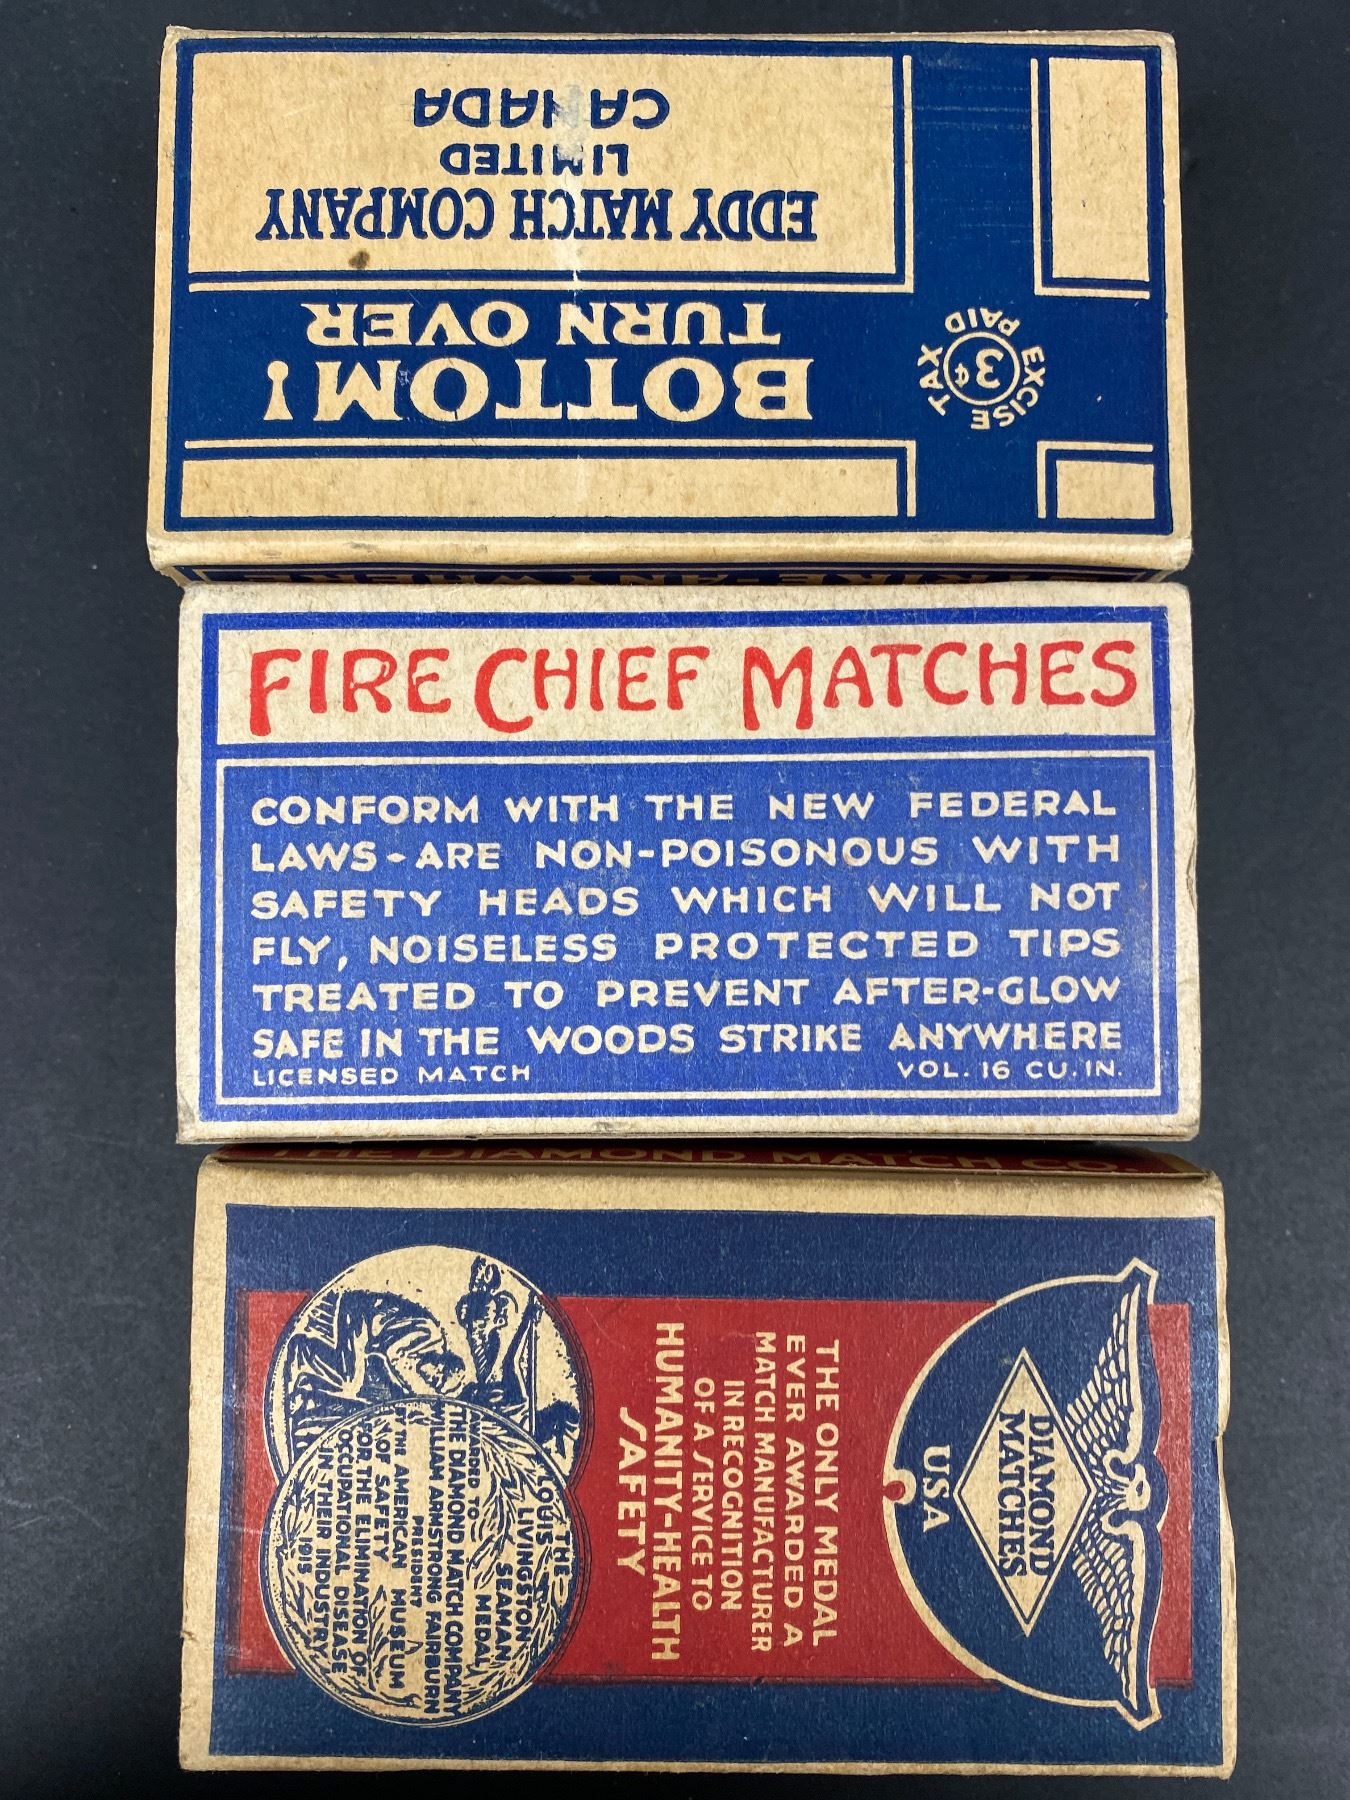 BOTTOM!
TURN OVER
EDDY MATCH COMPANY
LIMITED
CANADA
EXCISE TAX
3¢
PAID
STRIKE-ANYWHERE
FIRE CHIEF MATCHES
CONFORM WITH THE NEW FEDERAL
LAWS-ARE NON-POISONOUS WITH
SAFETY HEADS WHICH WILL NOT
FLY, NOISELESS PROTECTED TIPS
TREATED TO PREVENT AFTER-GLOW
SAFE IN THE WOODS STRIKE ANYWHERE
LICENSED MATCH VOL. 16 CU. IN.
THE DIAMOND MATCH CO.
DIAMOND
MATCHES
USA
THE ONLY MEDAL
EVER AWARDED A
MATCH MANUFACTURER
IN RECOGNITION
OF A SERVICE TO
HUMANITY-HEALTH
SAFETY
THE
LOUIS LIVINGSTON
SEAMAN
MEDAL
AWARDED TO
THE DIAMOND MATCH COMPANY
WILLIAM ARMSTRONG FAIRBURN
PRESIDENT
BY THE AMERICAN MUSEUM
OF SAFETY
FOR THE ELIMINATION OF
OCCUPATIONAL DISEASE
IN THEIR INDUSTRY
1915